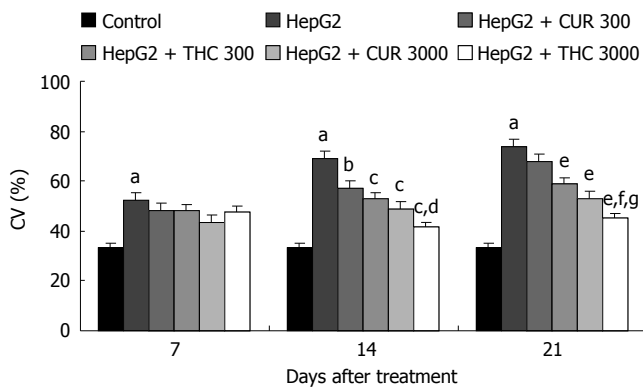 Control HepG2 HepG2 + CUR 300
HepG2 + THC 300 HepG2 + CUR 3000 HepG2 + THC 3000
100
80
60
40
20
0
CV (%)
a
a
b
c
c
c,d
a
e
e
e,f,g
7 14 21
Days after treatment